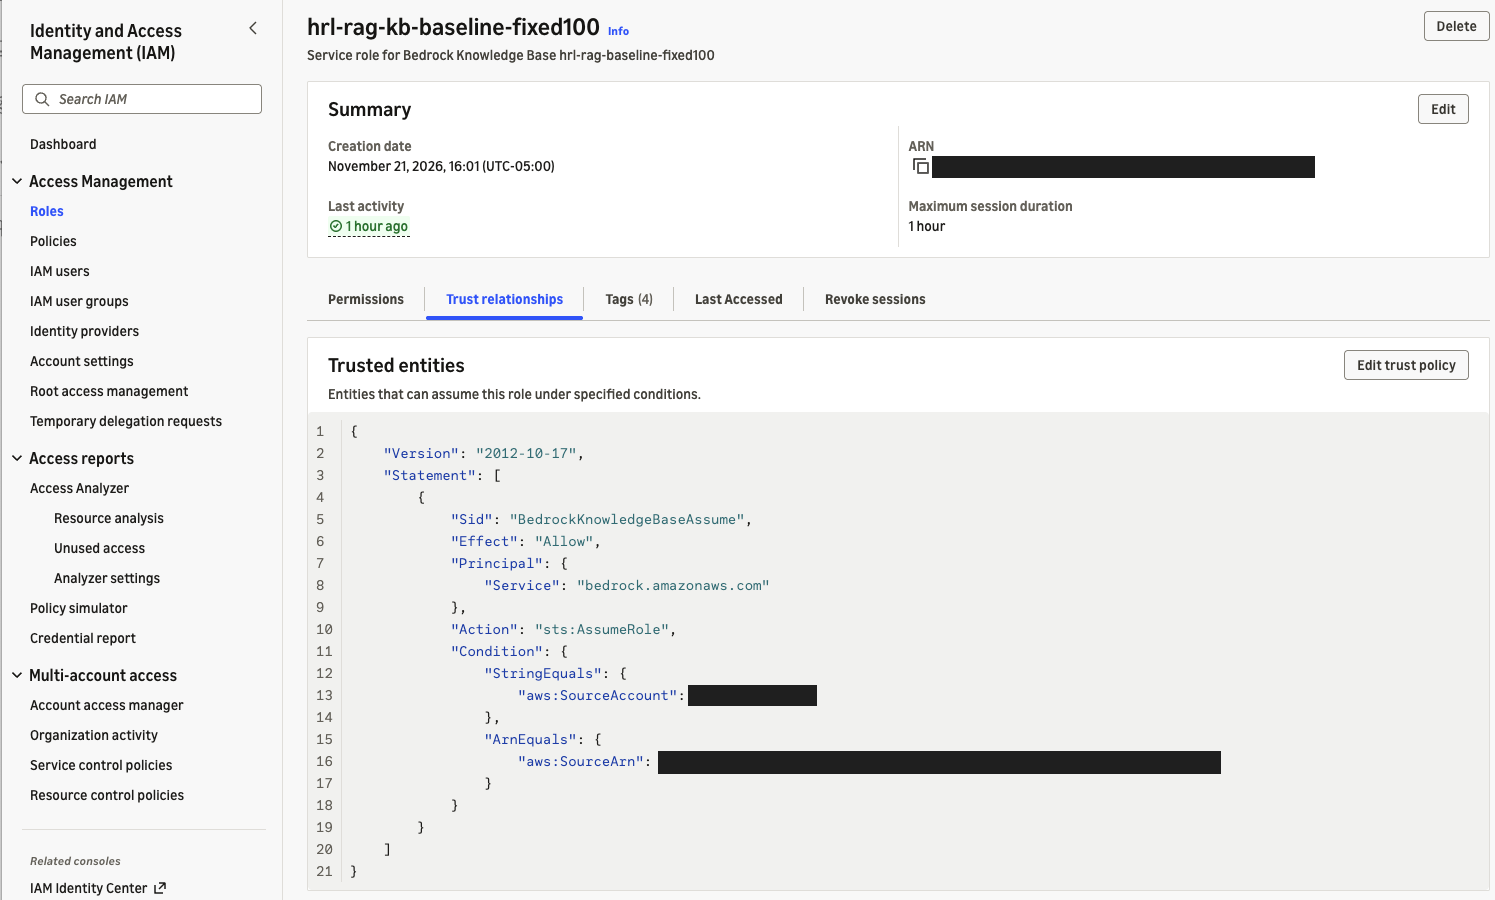 Identity and Access
Management (IAM)
Search IAM
Dashboard
Access Management
Roles
Policies
IAM users
IAM user groups
Identity providers
Account settings
Root access management
Temporary delegation requests
Access reports
Access Analyzer
Resource analysis
Unused access
Analyzer settings
Policy simulator
Credential report
Multi-account access
Account access manager
Organization activity
Service control policies
Resource control policies
Related consoles
IAM Identity Center
hrl-rag-kb-baseline-fixed100 Info
Delete
Service role for Bedrock Knowledge Base hrl-rag-baseline-fixed100
Summary
Edit
Creation date
November 21, 2026, 16:01 (UTC-05:00)
ARN
Last activity
1 hour ago
Maximum session duration
1 hour
Permissions
Trust relationships
Tags (4)
Last Accessed
Revoke sessions
Trusted entities
Edit trust policy
Entities that can assume this role under specified conditions.
1 {
2 "Version": "2012-10-17",
3 "Statement": [
4 {
5 "Sid": "BedrockKnowledgeBaseAssume",
6 "Effect": "Allow",
7 "Principal": {
8 "Service": "bedrock.amazonaws.com"
9 },
10 "Action": "sts:AssumeRole",
11 "Condition": {
12 "StringEquals": {
13 "aws:SourceAccount":
14 },
15 "ArnEquals": {
16 "aws:SourceArn":
17 }
18 }
19 }
20 ]
21 }